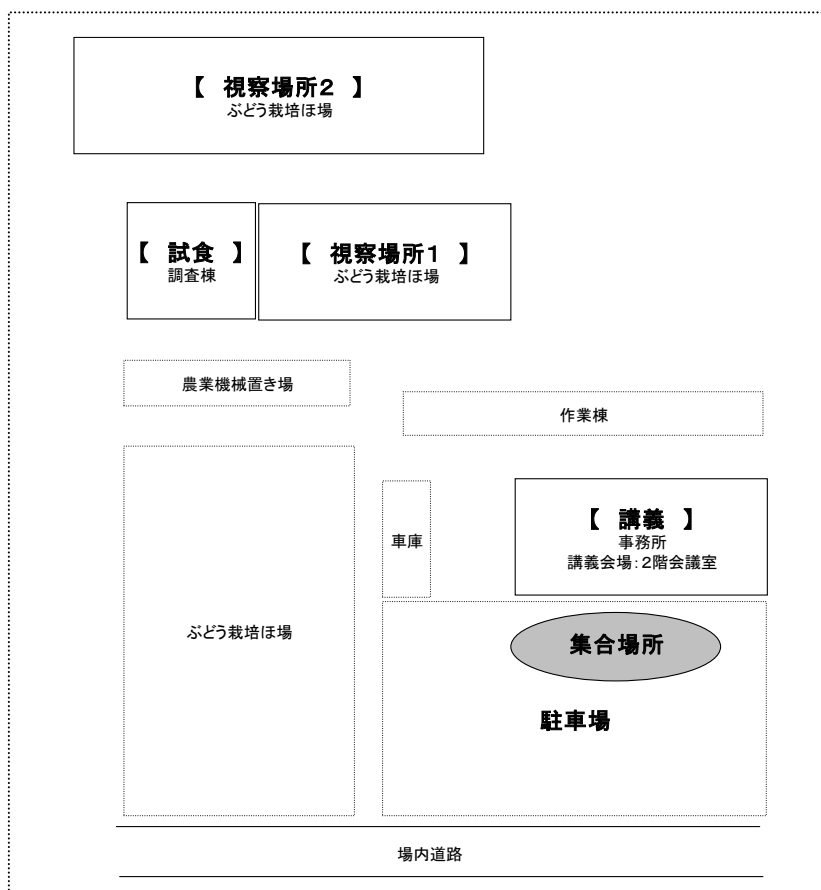 【 視察場所2 】
ぶどう栽培ほ場
【 試食 】
調査棟
【 視察場所1 】
ぶどう栽培ほ場
農業機械置き場
作業棟
車庫
【 講義 】
事務所
講義会場:2階会議室
ぶどう栽培ほ場
集合場所
駐車場
場内道路